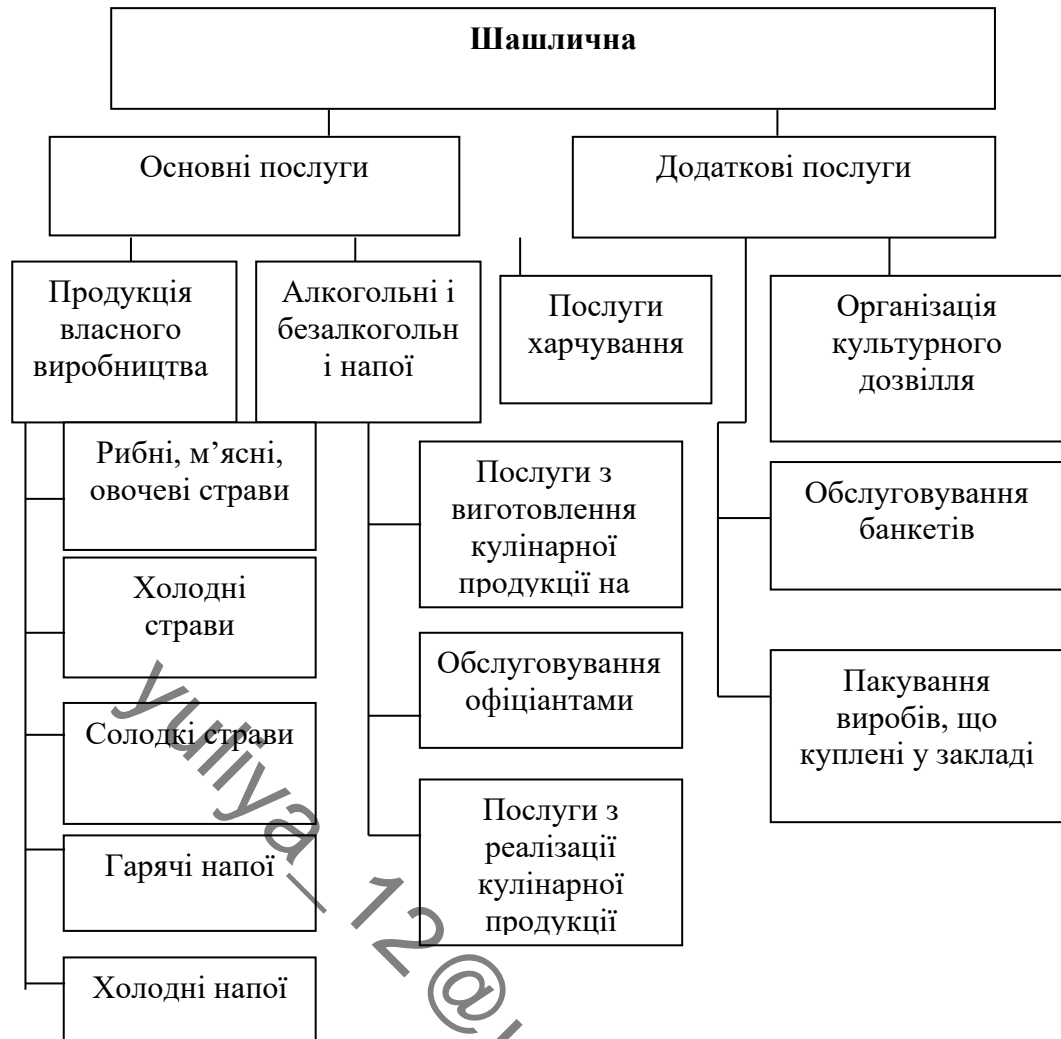 Шашлична
Основні послуги
Додаткові послуги
Продукція
власного
виробництва
Алкогольні і
безалкогольн
і напої
Послуги
харчування
Організація
культурного
дозвілля
Рибні, м’ясні,
овочеві страви
Холодні
страви
Солодкі страви
Гарячі напої
Холодні напої
Послуги з
виготовлення
кулінарної
продукції на
Обслуговування
офіціантами
Послуги з
реалізації
кулінарної
продукції
Обслуговування
банкетів
Пакування
виробів, що
куплені у закладі
yuliya_12@